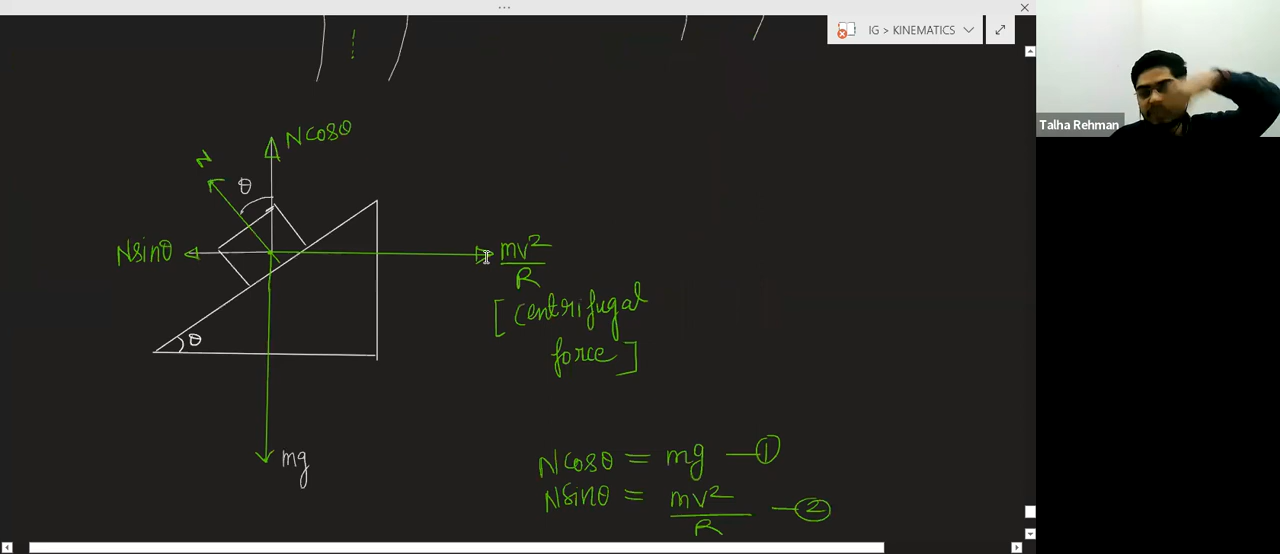 IG > KINEMATICS
Talha Rehman
Ncosθ
N
θ
Nsinθ
mv²/R
[centrifugal
force]
θ
mg
Ncosθ = mg —①
Nsinθ = mv²/R —②